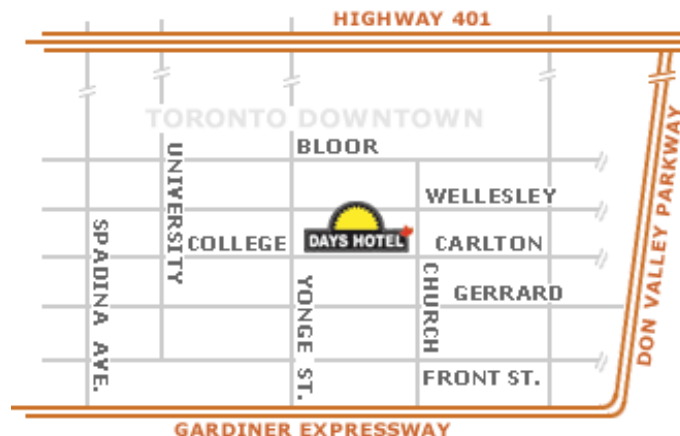 HIGHWAY 401
TORONTO DOWNTOWN
BLOOR
UNIVERSITY
WELLESLEY
SPADINA AVE.
COLLEGE
DAYS HOTEL
CARLTON
YONGE ST.
CHURCH
GERRARD
DON VALLEY PARKWAY
FRONT ST.
GARDINER EXPRESSWAY